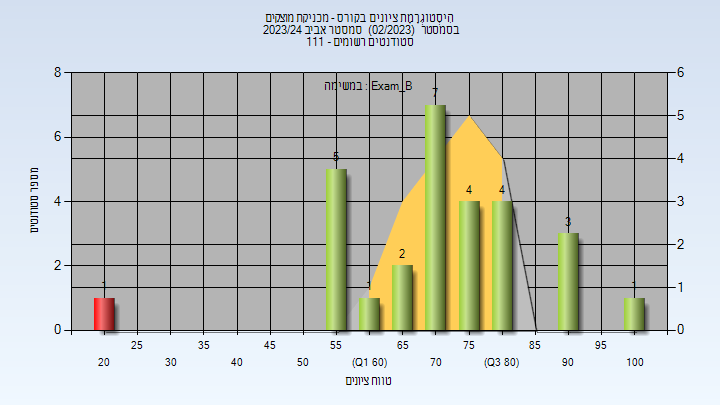 היסטוגרמת ציונים בקורס - מכניקת מוצקים
בסמסטר (02/2023) סמסטר אביב 2023/24
סטודנטים רשומים - 111
במשימה : Exam_B
8 6 4 2 0
מספר סטודנטים
6 5 4 3 2 1 0
1 5 1 2 7 4 4 3 1
25 35 45 55 65 75 85 95
20 30 40 50 (Q1 60) 70 (Q3 80) 90 100
טווח ציונים